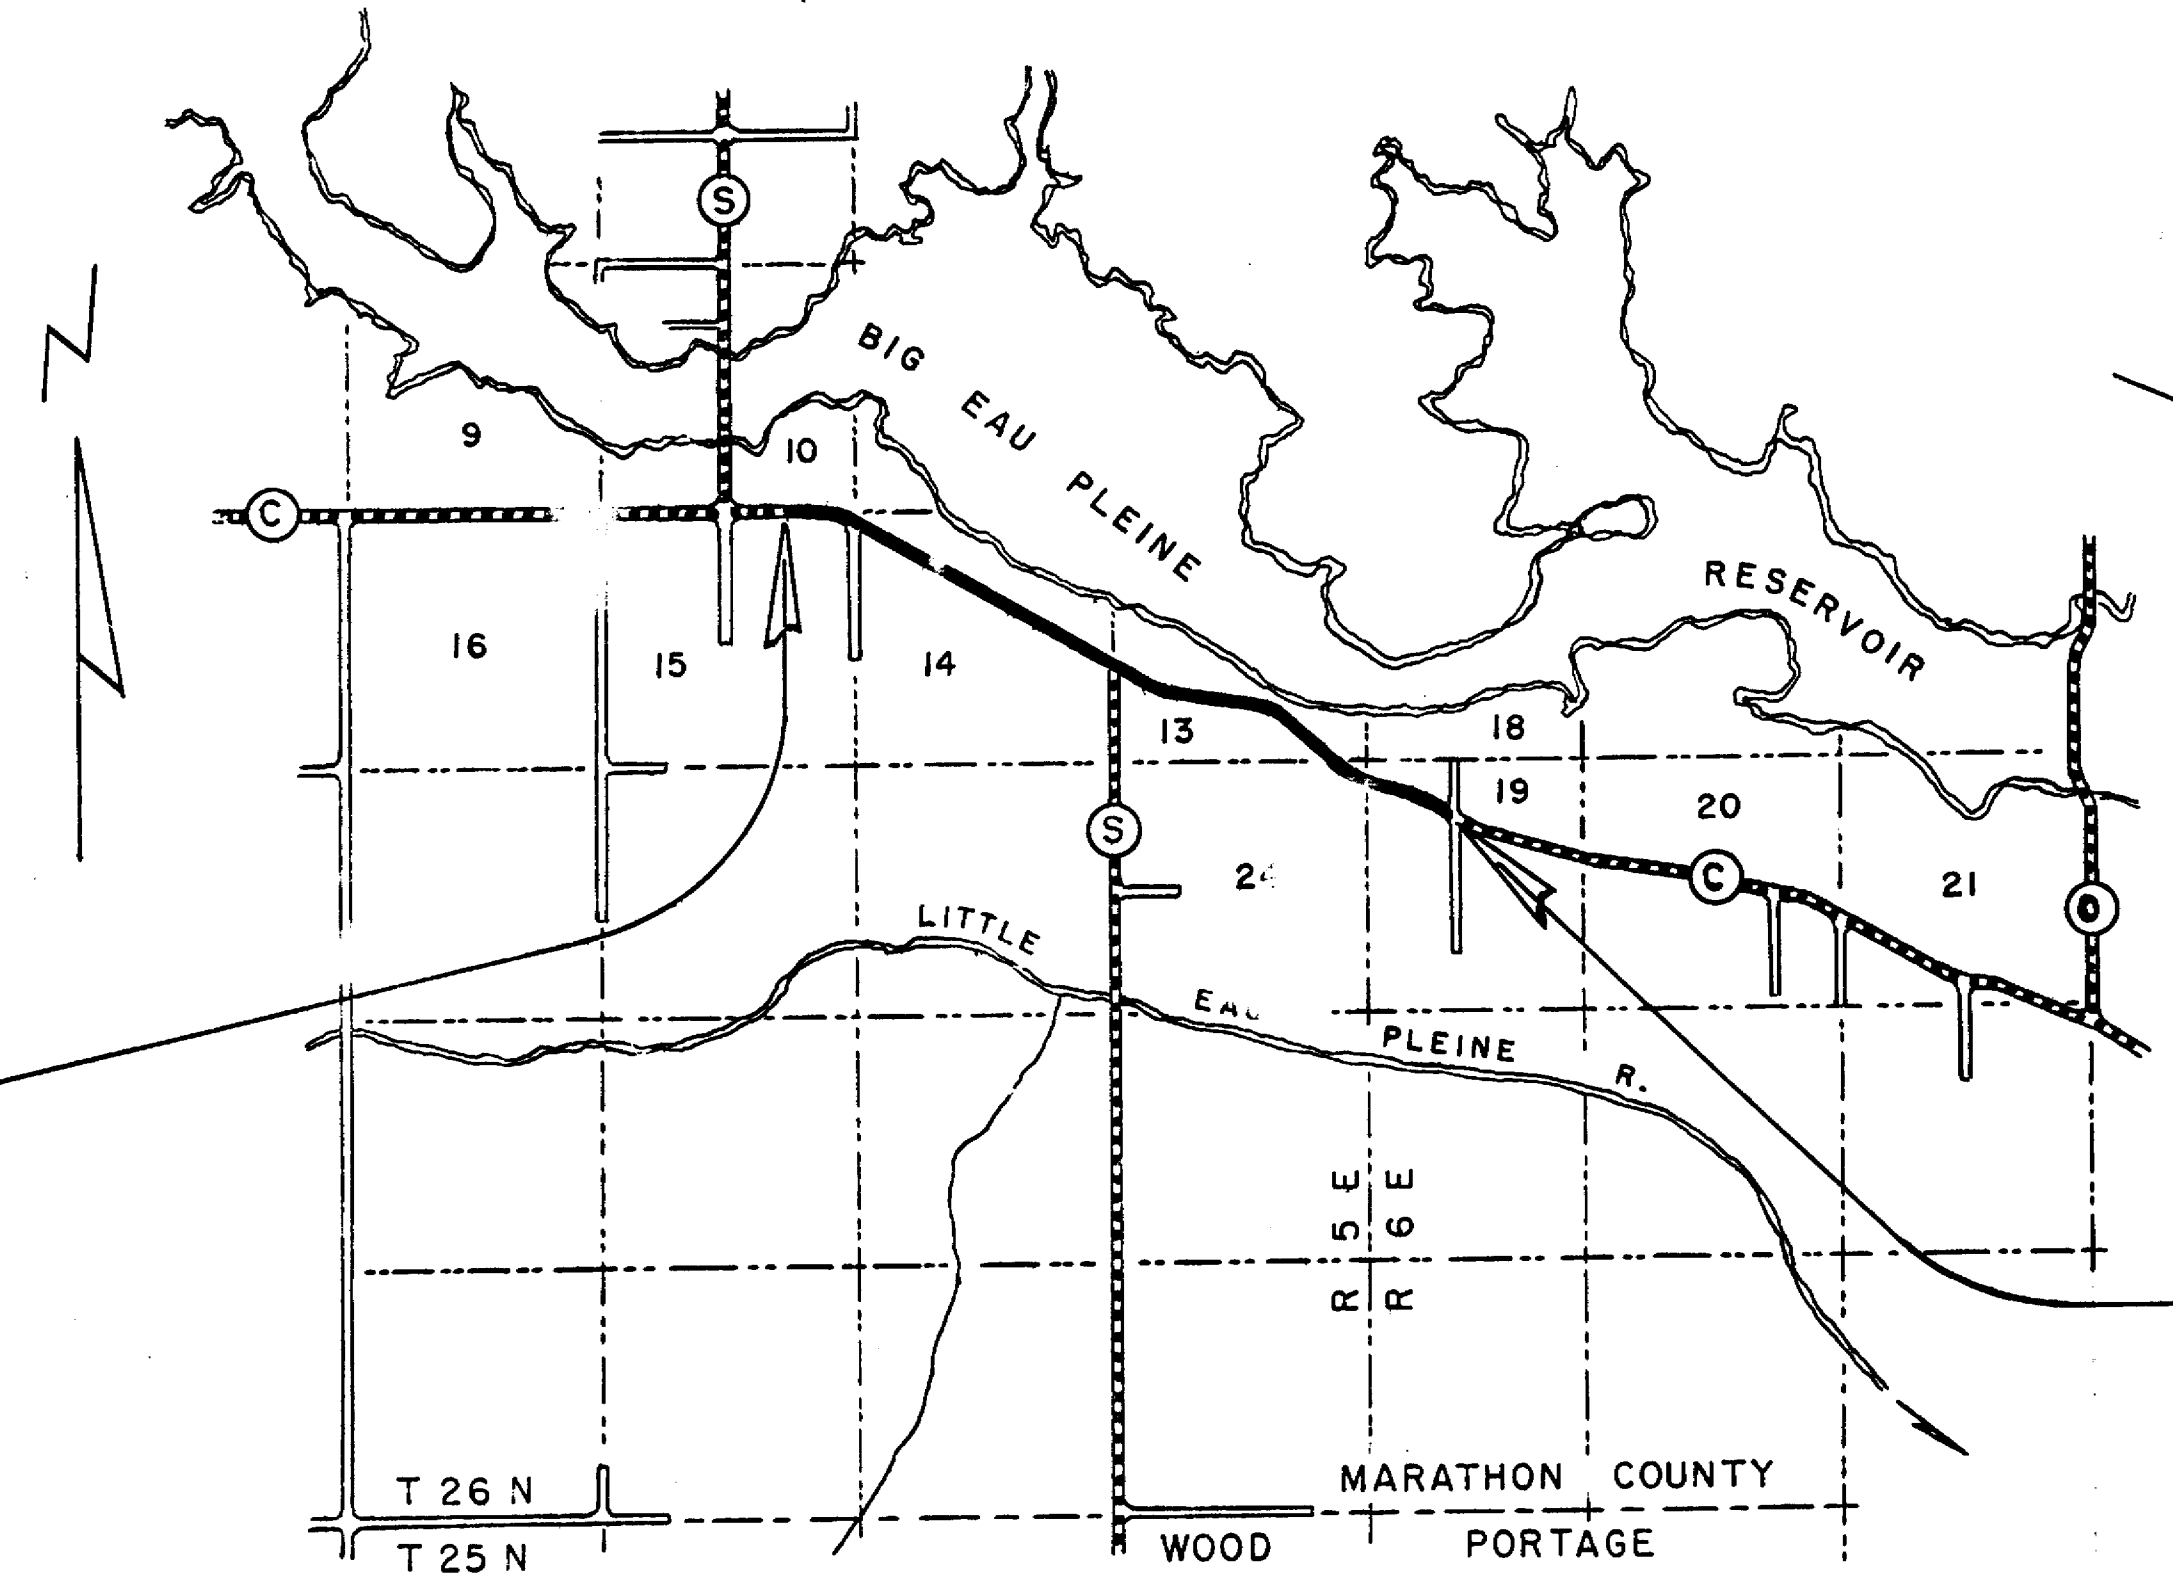 S
BIG EAU PLEINE RESERVOIR
9
10
C
16
15
14
13
18
19
20
S
C
24
21
O
LITTLE EAU PLEINE R.
R 5 E
R 6 E
T 26 N
MARATHON COUNTY
T 25 N
WOOD
PORTAGE